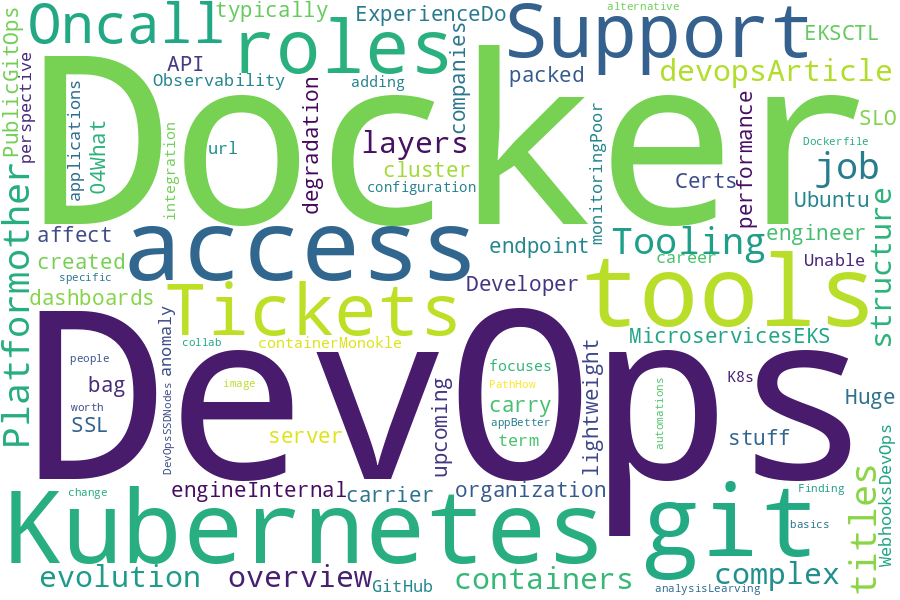 Oncall
roles
typically
ExperienceDo
alternative
Support
EKSCTL
PublicGitops
perspective
API
Observability
adding
companies
packed
devopsArticle
Docker
applications
O4What
integration
url
degradation
layers
cluster
configuration
monitoringPoor
Certs
performance
SLO
Dockerfile
job
Ubuntu
Platformother
affect
created
specific
dashboards
access
endpoint
Tooling
engineer
career
Unable
structure
Developer
tools
Tickets
anomaly
collab
containerMonokle
MicroservicesEKS
DevOps
people
bag
worth
SSL
DevOpsSSDNodes
image
server
upcoming
focuses
PathHow
carry
appBetter
term
lightweight
automations
K8s
stuff
Huge
Kubernetes
change
engineInternal
carrier
organization
git
Finding
basics
titles
WebhooksDevOps
evolution
overview
GitHub
containers
analysisLearning
complex